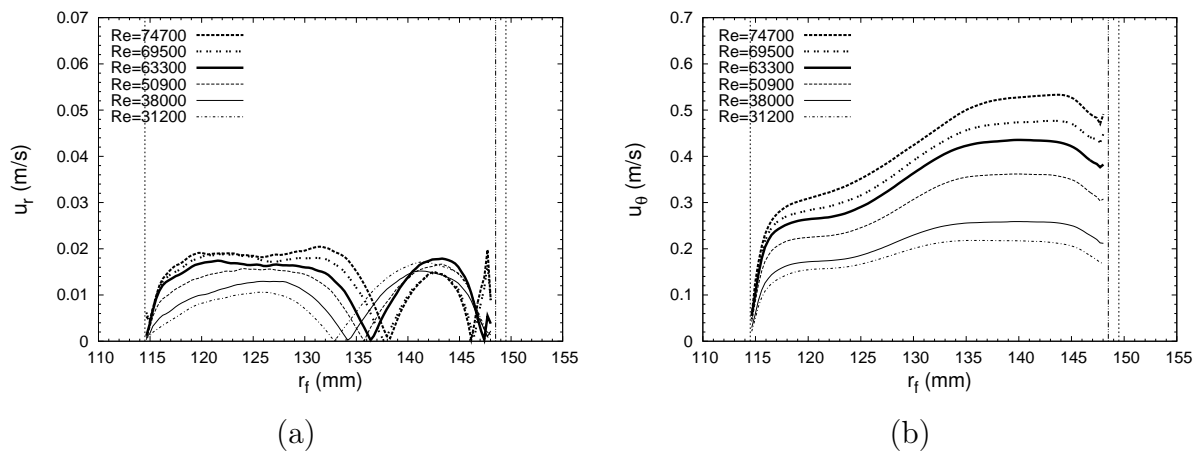 0.07
0.06
0.05
0.04
0.03
0.02
0.01
0
u_r (m/s)
Re=74700
Re=69500
Re=63300
Re=50900
Re=38000
Re=31200
110 115 120 125 130 135 140 145 150 155
r_f (mm)
(a)
0.7
0.6
0.5
0.4
0.3
0.2
0.1
0
u_θ (m/s)
Re=74700
Re=69500
Re=63300
Re=50900
Re=38000
Re=31200
110 115 120 125 130 135 140 145 150 155
r_f (mm)
(b)